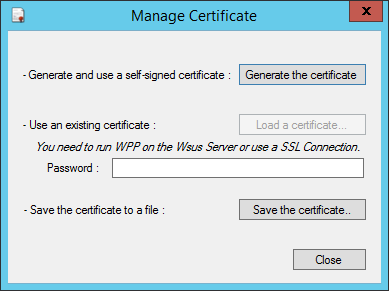 Manage Certificate
x
- Generate and use a self-signed certificate : Generate the certificate
- Use an existing certificate : Load a certificate...
You need to run WPP on the Wsus Server or use a SSL Connection.
Password :
- Save the certificate to a file : Save the certificate..
Close